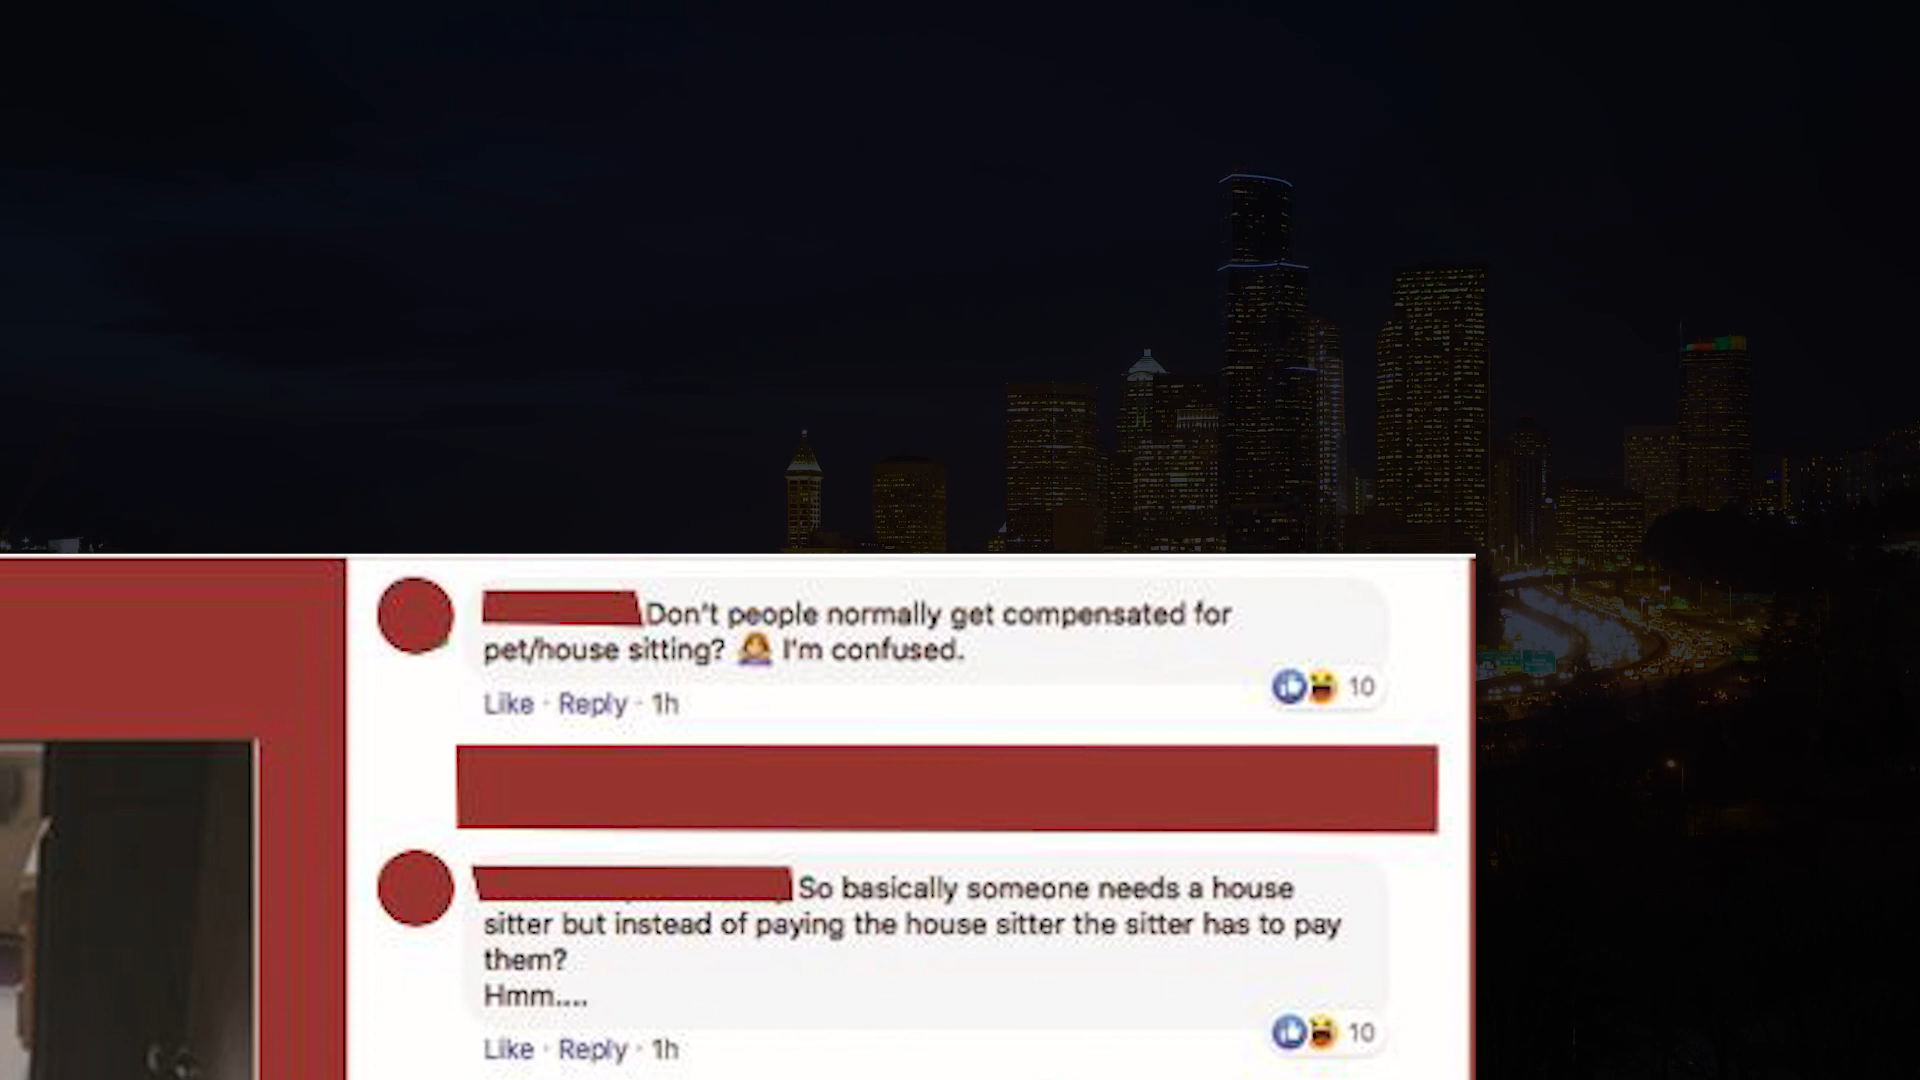 Don't people normally get compensated for
pet/house sitting? 🤷 I'm confused.
Like · Reply · 1h
10
So basically someone needs a house
sitter but instead of paying the house sitter the sitter has to pay
them?
Hmm....
Like · Reply · 1h
10